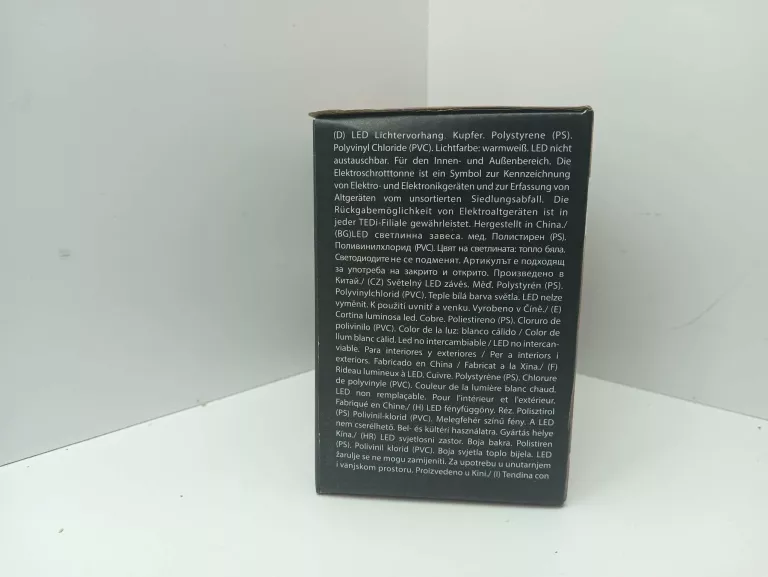 (D) LED Lichtervorhang. Kupfer. Polystyrene (PS).
Polyvinyl Chloride (PVC). Lichtfarbe: warmweiß. LED nicht
austauschbar. Für den Innen- und Außenbereich. Die
Elektroschrotttonne ist ein Symbol zur Kennzeichnung
von Elektro- und Elektronikgeräten und zur Erfassung von
Altgeräten vom unsortierten Siedlungsabfall. Die
Rückgabemöglichkeit von Elektroaltgeräten ist in
jeder TEDi-Filiale gewährleistet. Hergestellt in China./
(BG)LED светлинна завеса. мед. Полистирен (PS).
Поливинилхлорид (PVC). Цвят на светлината: топло бяла.
Светодиодите не се подменят. Артикулът е подходящ
за употреба на закрито и открито. Произведено в
Китай./ (CZ) Světelný LED závěs. Měď. Polystyrén (PS).
Polyvinylchlorid (PVC). Teple bílá barva světla. LED nelze
vyměnit. K použití uvnitř a venku. Vyrobeno v Číně./ (E)
Cortina luminosa led. Cobre. Poliestireno (PS). Cloruro de
polivinilo (PVC). Color de la luz: blanco cálido / Color de
llum blanc càlid. Led no intercambiable / LED no intercan-
viable. Para interiores y exteriores / Per a interiors i
exteriors. Fabricado en China / Fabricat a la Xina./ (F)
Rideau lumineux à LED. Cuivre. Polystyrène (PS). Chlorure
de polyvinyle (PVC). Couleur de la lumière blanc chaud.
LED non remplaçable. Pour l'intérieur et l'extérieur.
Fabriqué en Chine./ (H) LED fényfüggöny. Réz. Polisztirol
(PS) Polivinil-klorid (PVC). Melegfehér színű fény. A LED
nem cserélhető. Bel- és kültéri használatra. Gyártás helye
Kína./ (HR) LED svjetlosni zastor. Boja bakra. Polistiren
(PS). Polivinil klorid (PVC). Boja svjetla toplo bijela. LED
žarulje se ne mogu zamijeniti. Za upotrebu u unutarnjem
i vanjskom prostoru. Proizvedeno u Kini./ (I) Tendina con